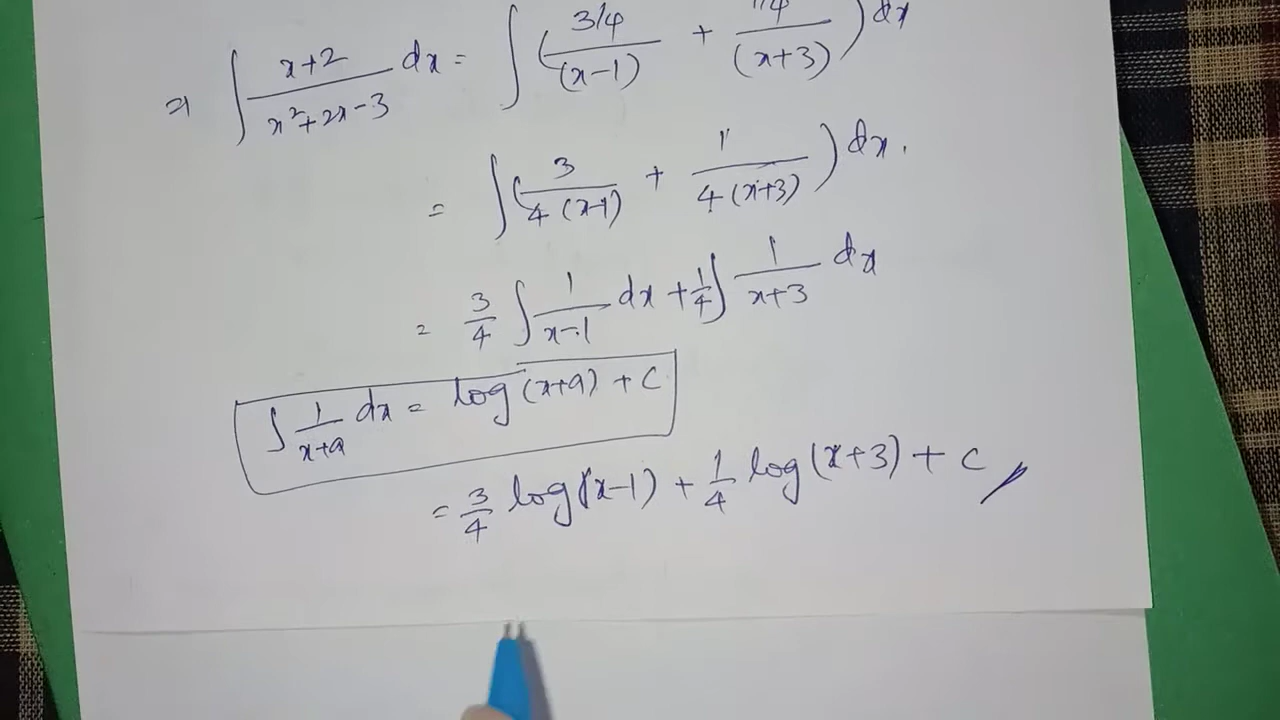 ⇒ ∫ x+2 / x²+2x-3 dx = ∫ ( 3/4 / (x-1) + 1/4 / (x+3) ) dx
= ∫ ( 3 / 4 (x-1) + 1 / 4 (x+3) ) dx.
= 3/4 ∫ 1 / x-1 dx + 1/4 ∫ 1 / x+3 dx
∫ 1 / x+a dx = log (x+a) + C
= 3/4 log (x-1) + 1/4 log (x+3) + C